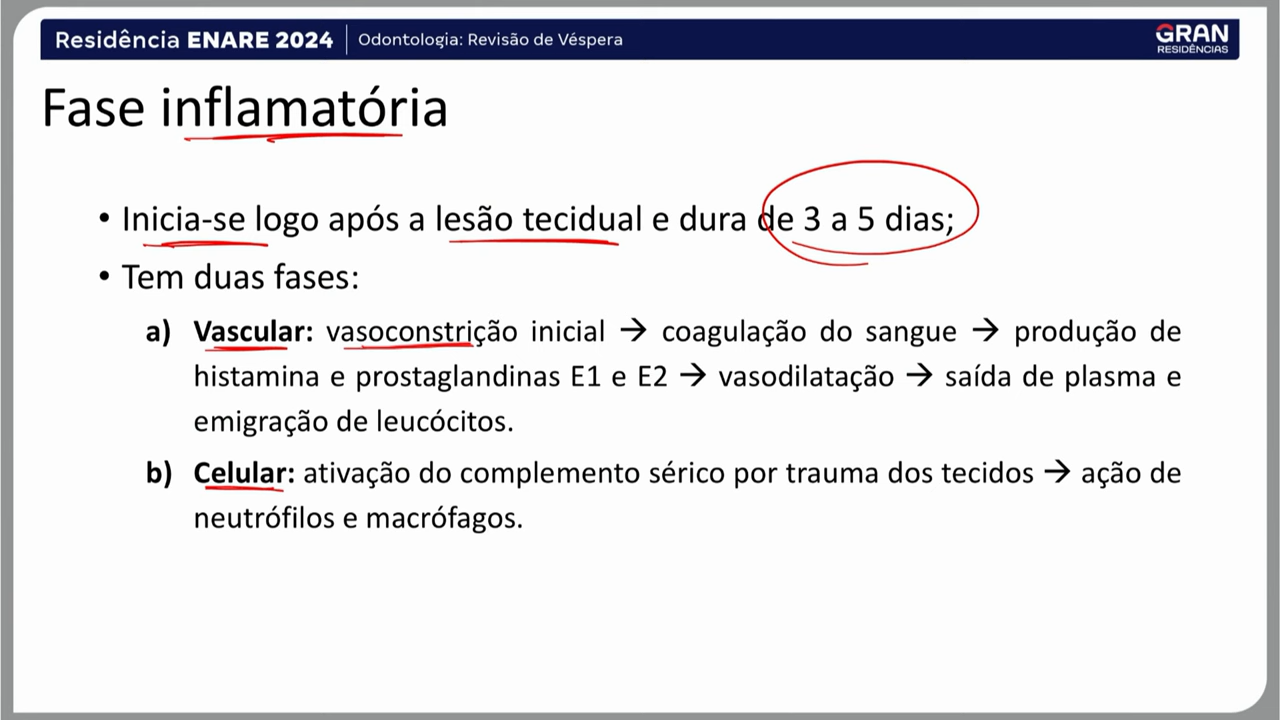 Residência ENARE 2024 | Odontologia: Revisão de Véspera
GRAN
RESIDÊNCIAS
Fase inflamatória
• Inicia-se logo após a lesão tecidual e dura de 3 a 5 dias;
• Tem duas fases:
a) Vascular: vasoconstrição inicial → coagulação do sangue → produção de
histamina e prostaglandinas E1 e E2 → vasodilatação → saída de plasma e
emigração de leucócitos.
b) Celular: ativação do complemento sérico por trauma dos tecidos → ação de
neutrófilos e macrófagos.